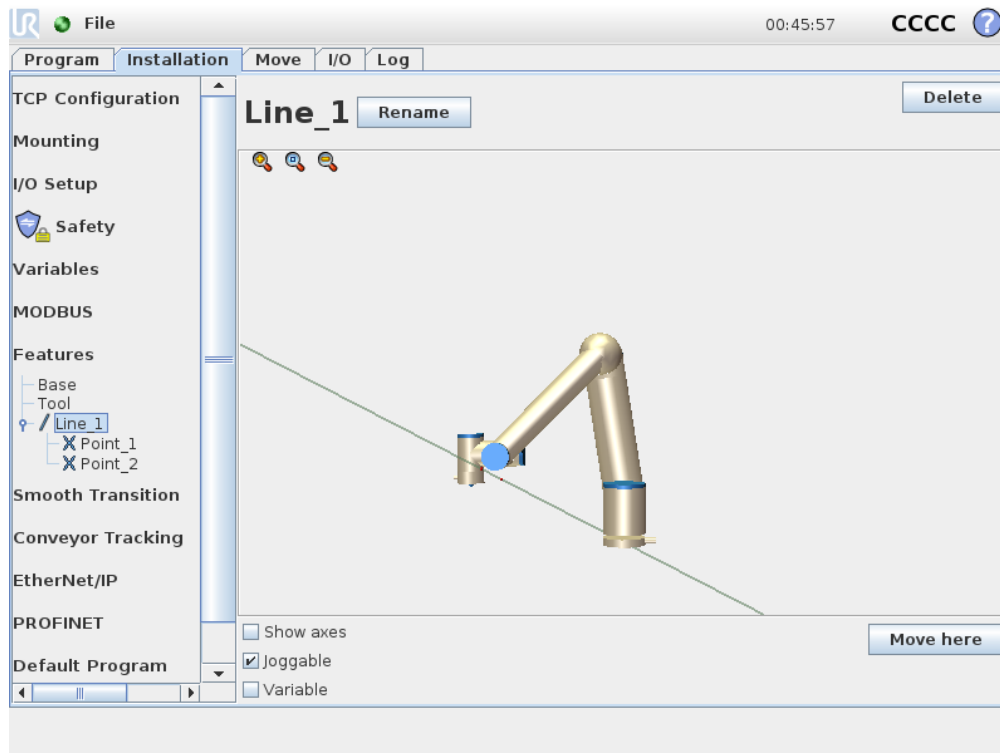 UR File 00:45:57 CCCC ?
Program Installation Move I/O Log
TCP Configuration
Mounting
I/O Setup
Safety
Variables
MODBUS
Features
Base
Tool
Line_1
Point_1
Point_2
Smooth Transition
Conveyor Tracking
EtherNet/IP
PROFINET
Default Program
Line_1 Rename Delete
Show axes
Joggable
Variable
Move here